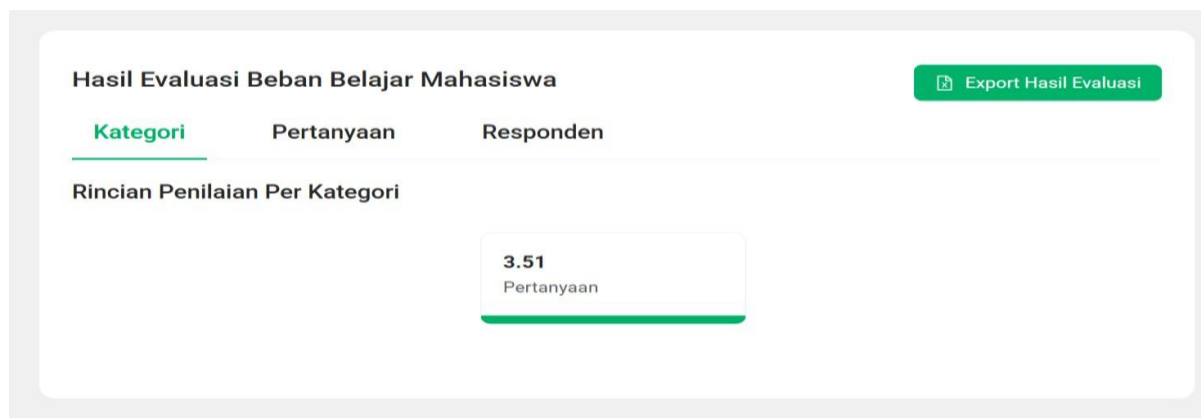 Hasil Evaluasi Beban Belajar Mahasiswa
Export Hasil Evaluasi
Kategori Pertanyaan Responden
Rincian Penilaian Per Kategori
3.51
Pertanyaan